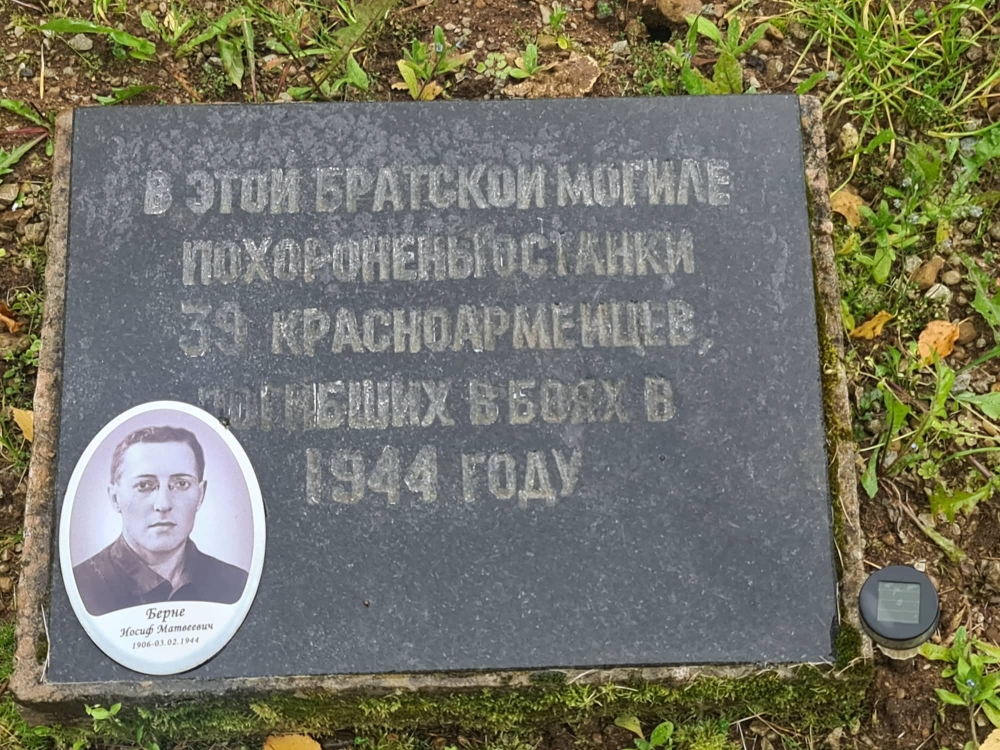 В ЭТОЙ БРАТСКОЙ МОГИЛЕ
ПОХОРОНЕНЫ ОСТАНКИ
39 КРАСНОАРМЕЙЦЕВ,
ПОГИБШИХ В БОЯХ В
1944 ГОДУ
Берне
Иосиф Матвеевич
1906-03.02.1944